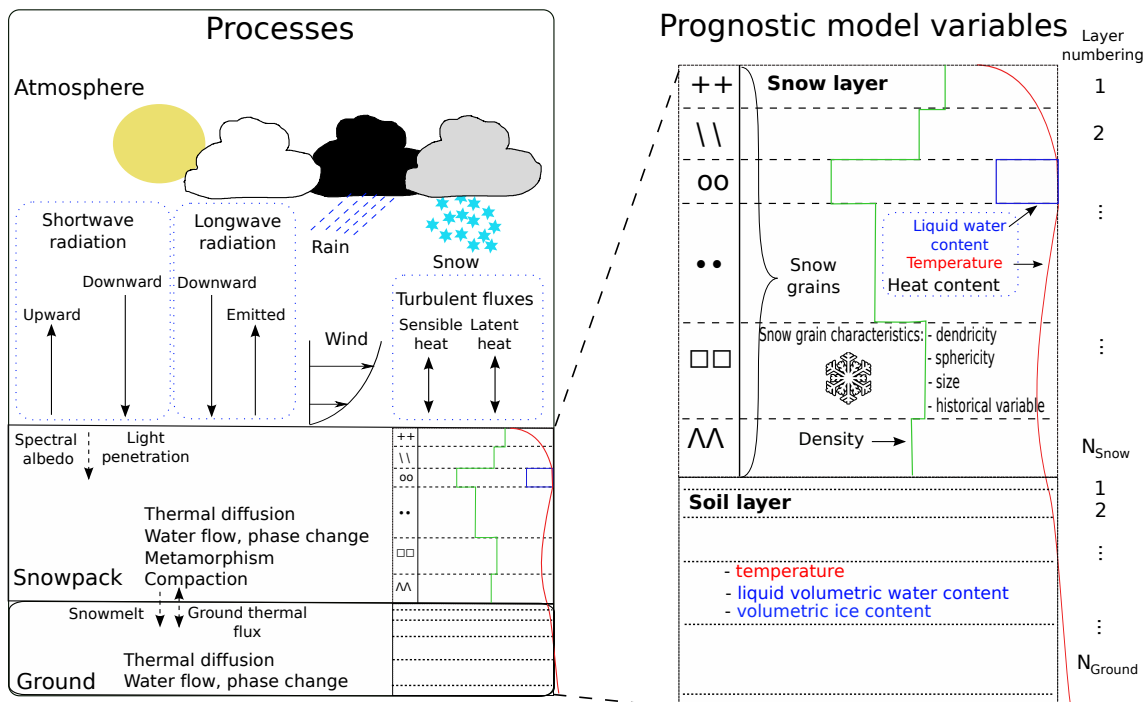 Processes
Atmosphere
Shortwave
radiation
Longwave
radiation
Rain
Snow
Downward
Downward
Upward
Emitted
Wind
Turbulent fluxes
Sensible
heat
Latent
heat
Spectral
albedo
Light
penetration
Thermal diffusion
Water flow, phase change
Metamorphism
Compaction
Snowpack
++
\ \
oo
••
□□
ΛΛ
Snowmelt
Ground thermal
flux
Thermal diffusion
Water flow, phase change
Ground
Prognostic model variables
Layer
numbering
Snow layer
++
1
\ \
2
oo
...
Liquid water
content
Temperature
Heat content
••
Snow
grains
Snow grain characteristics: - dendricity
- sphericity
- size
- historical variable
□□
...
ΛΛ
Density
NSnow
Soil layer
1
2
...
- temperature
- liquid volumetric water content
- volumetric ice content
...
NGround